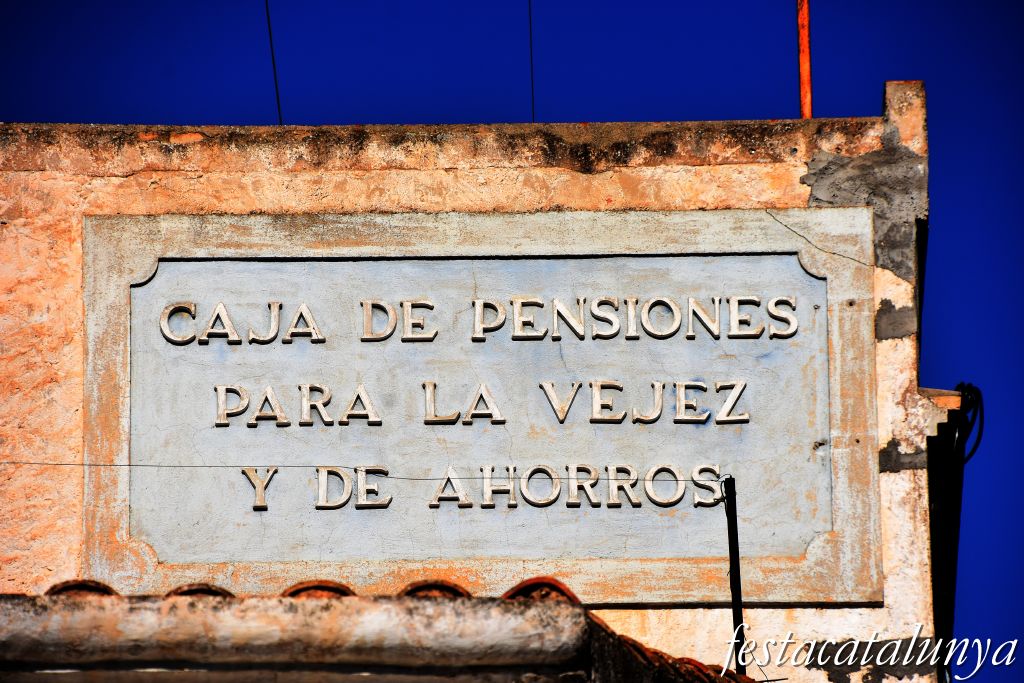 CAJA DE PENSIONES
PARA LA VEJEZ
Y DE AHORROS
festacatalunya